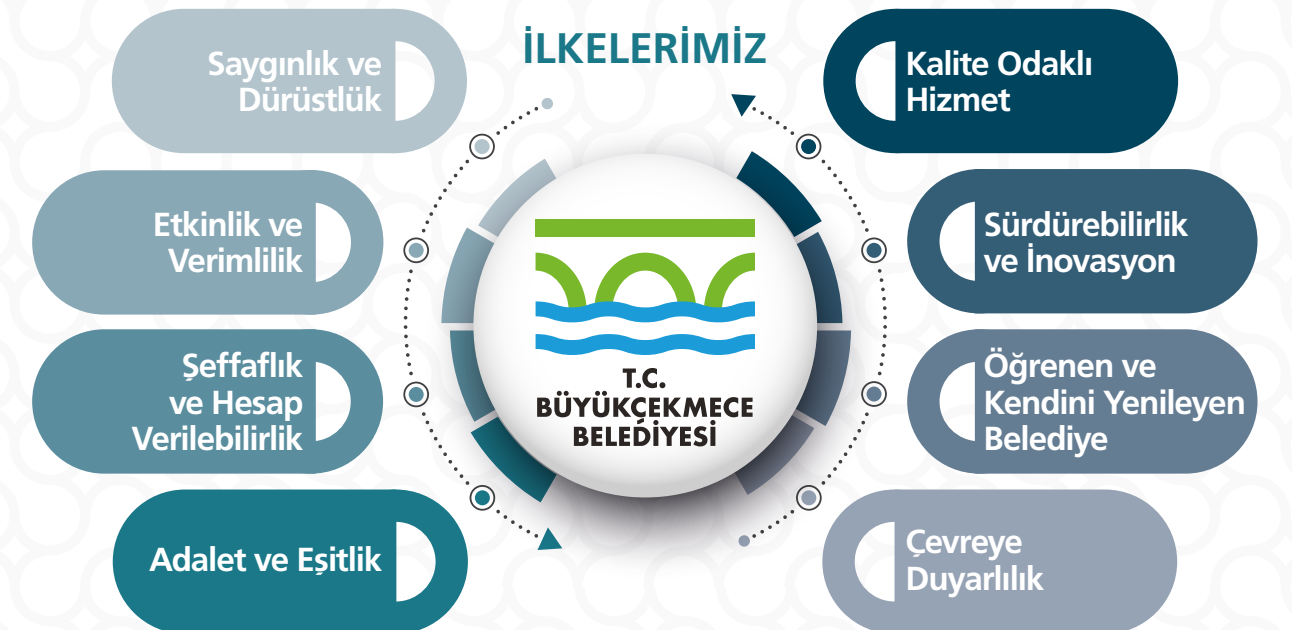 İLKELERİMİZ
Saygınlık ve
Dürüstlük
Etkinlik ve
Verimlilik
Şeffaflık
ve Hesap
Verilebilirlik
Adalet ve Eşitlik
T.C.
BÜYÜKÇEKMECE
BELEDİYESİ
Kalite Odaklı
Hizmet
Sürdürebilirlik
ve İnovasyon
Öğrenen ve
Kendini Yenileyen
Belediye
Çevreye
Duyarlılık